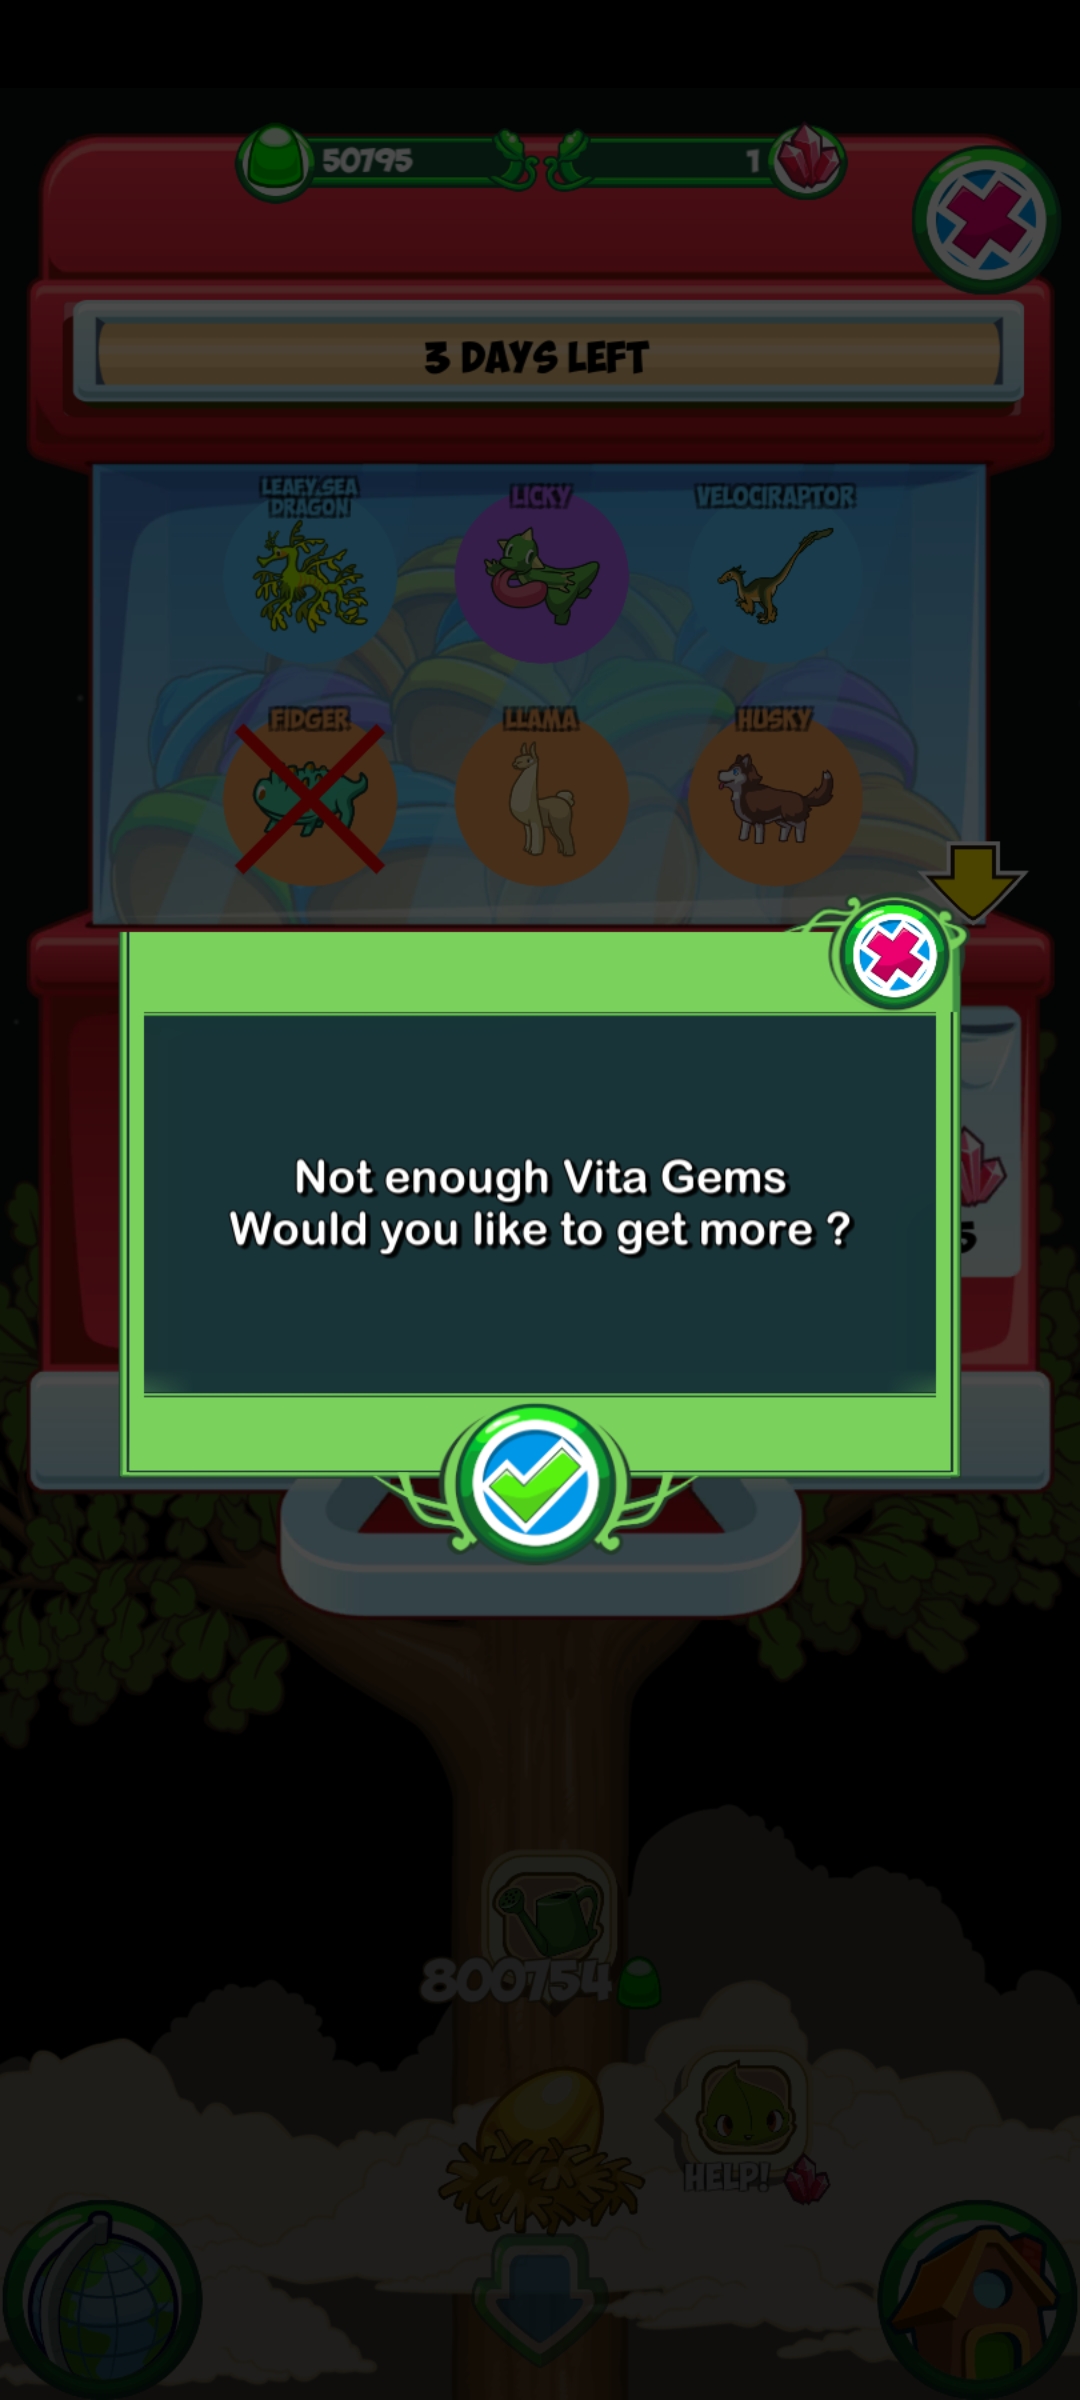 50795
1
3 DAYS LEFT
LEAFY SEA
DRAGON
LICKY
VELOCIRAPTOR
FIDGER
LLAMA
HUSKY
Not enough Vita Gems
Would you like to get more ?
5
800754
HELP!